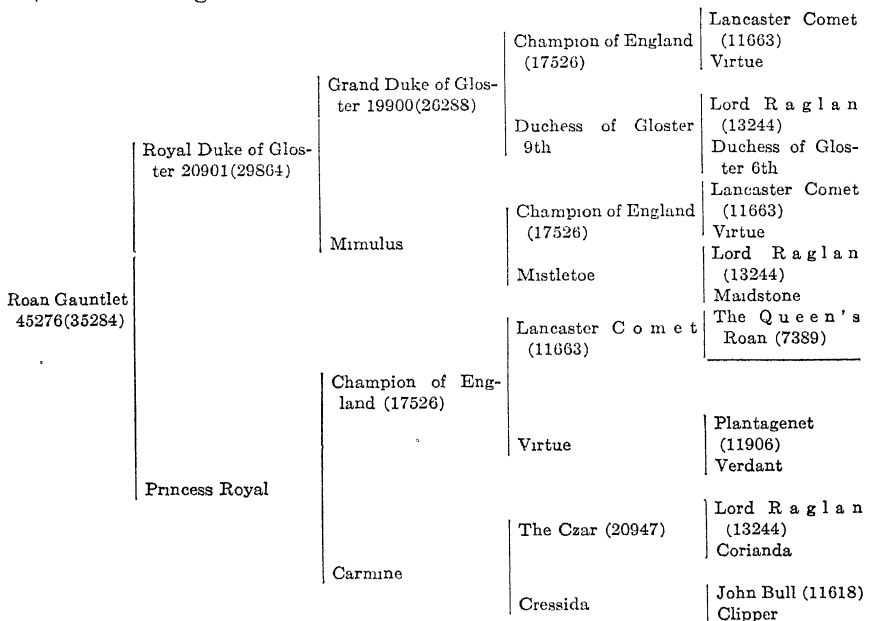 Lancaster Comet
(11663)
Virtue
Champion of England
(17526)
Grand Duke of Glos-
ter 19900(26288)
Duchess of Gloster
9th
Lord Raglan
(13244)
Duchess of Glos-
ter 6th
Royal Duke of Glos-
ter 20901(29864)
Champion of England
(17526)
Lancaster Comet
(11663)
Virtue
Mimulus
Mistletoe
Lord Raglan
(13244)
Maidstone
Roan Gauntlet
45276(35284)
Lancaster Comet
(11663)
The Queen's
Roan (7389)
Champion of Eng-
land (17526)
Virtue
Plantagenet
(11906)
Verdant
Princess Royal
The Czar (20947)
Lord Raglan
(13244)
Corianda
Carmine
Cressida
John Bull (11618)
Clipper